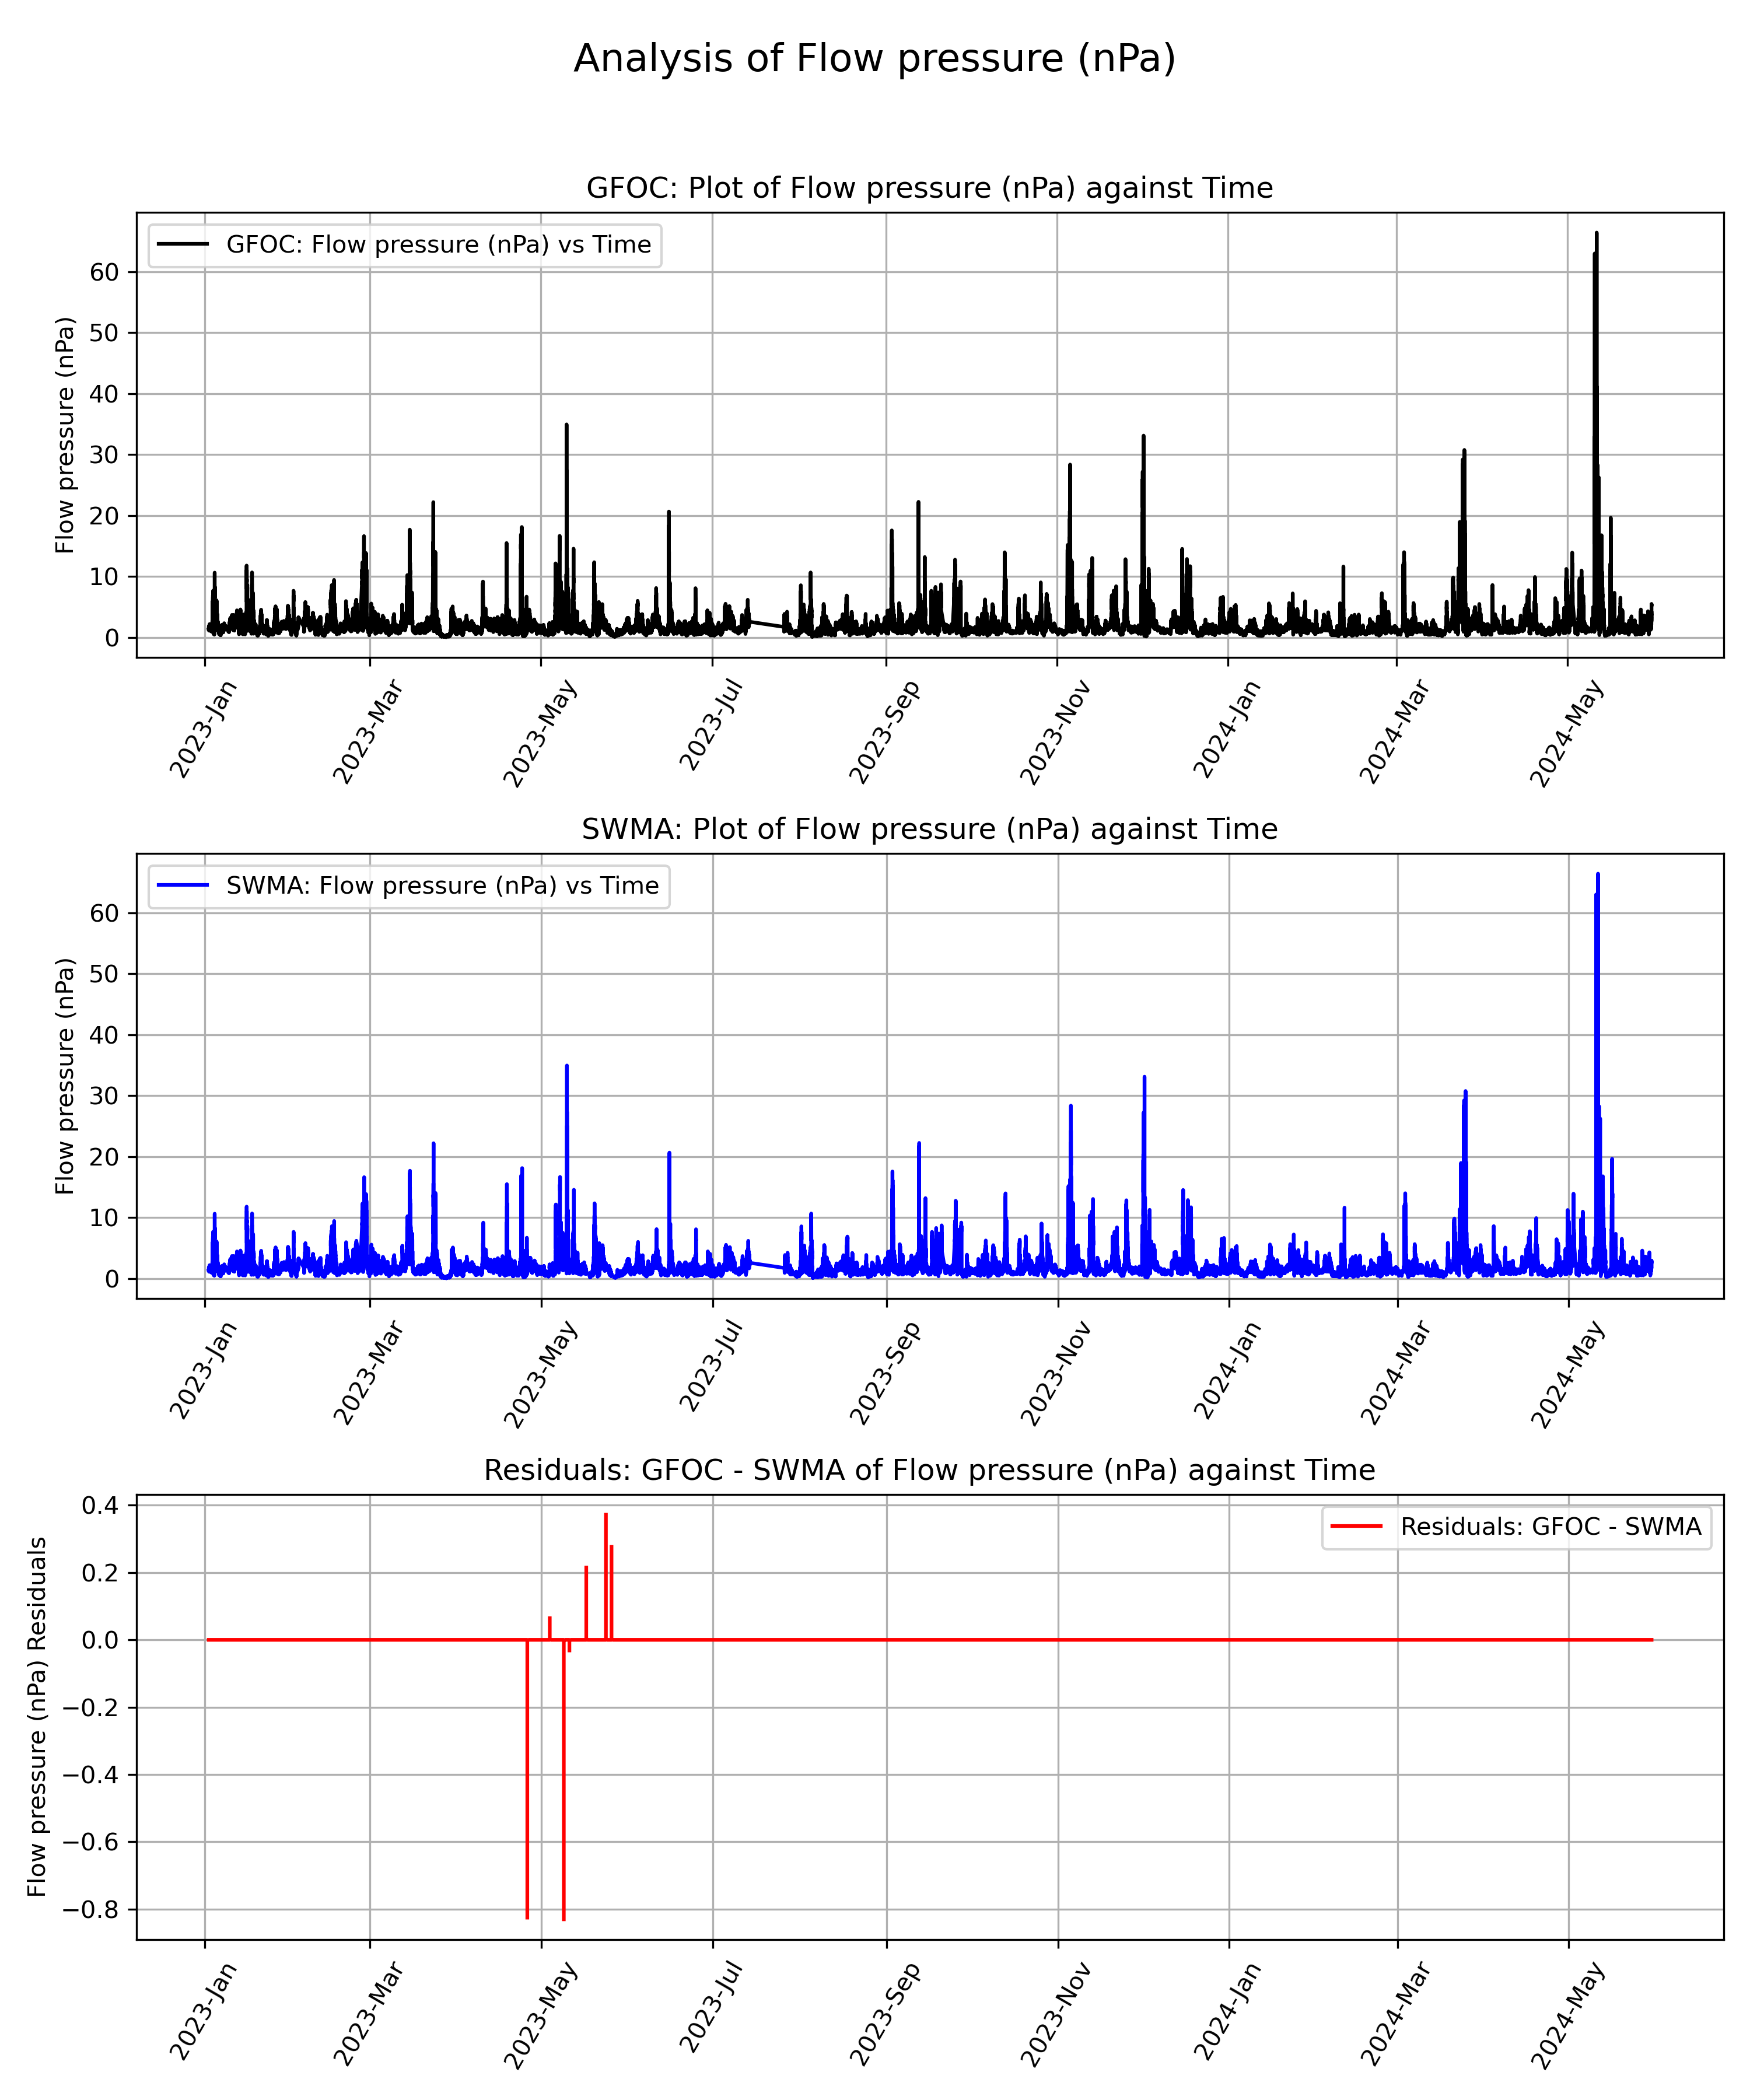 Analysis of Flow pressure (nPa)
GFOC: Plot of Flow pressure (nPa) against Time
GFOC: Flow pressure (nPa) vs Time
Flow pressure (nPa)
60
50
40
30
20
10
0
2023-Jan
2023-Mar
2023-May
2023-Jul
2023-Sep
2023-Nov
2024-Jan
2024-Mar
2024-May
SWMA: Plot of Flow pressure (nPa) against Time
SWMA: Flow pressure (nPa) vs Time
Flow pressure (nPa)
60
50
40
30
20
10
0
2023-Jan
2023-Mar
2023-May
2023-Jul
2023-Sep
2023-Nov
2024-Jan
2024-Mar
2024-May
Residuals: GFOC - SWMA of Flow pressure (nPa) against Time
Residuals: GFOC - SWMA
Flow pressure (nPa) Residuals
0.4
0.2
0.0
−0.2
−0.4
−0.6
−0.8
2023-Jan
2023-Mar
2023-May
2023-Jul
2023-Sep
2023-Nov
2024-Jan
2024-Mar
2024-May